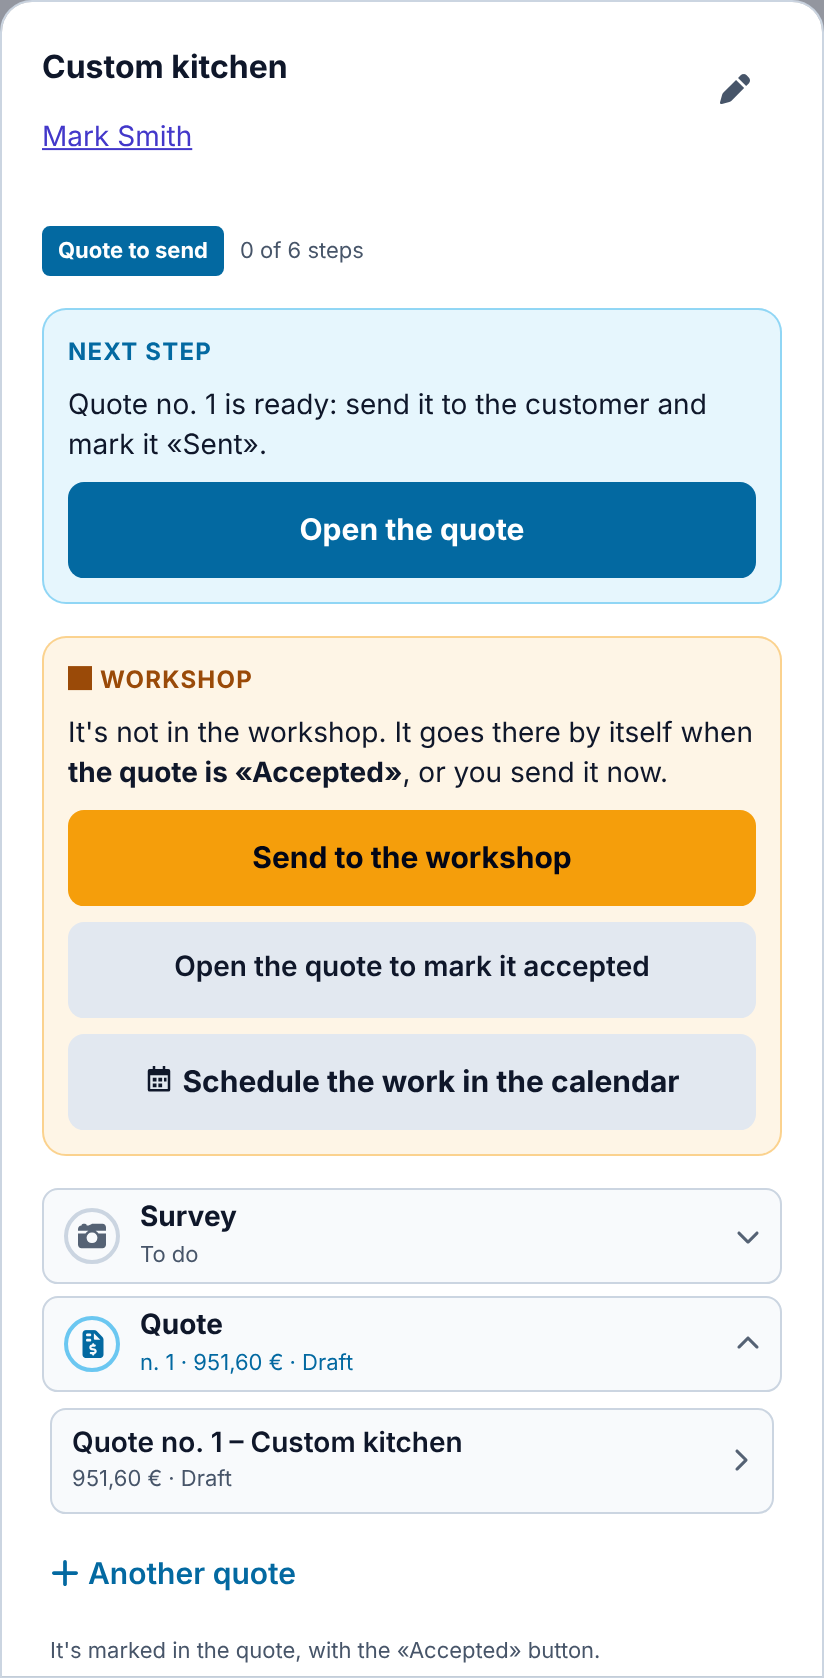 Custom kitchen
Mark Smith
Quote to send
0 of 6 steps
NEXT STEP
Quote no. 1 is ready: send it to the customer and
mark it «Sent».
Open the quote
WORKSHOP
It's not in the workshop. It goes there by itself when
the quote is «Accepted», or you send it now.
Send to the workshop
Open the quote to mark it accepted
Schedule the work in the calendar
Survey
To do
Quote
n. 1 · 951,60 € · Draft
Quote no. 1 – Custom kitchen
951,60 € · Draft
+ Another quote
It's marked in the quote, with the «Accepted» button.